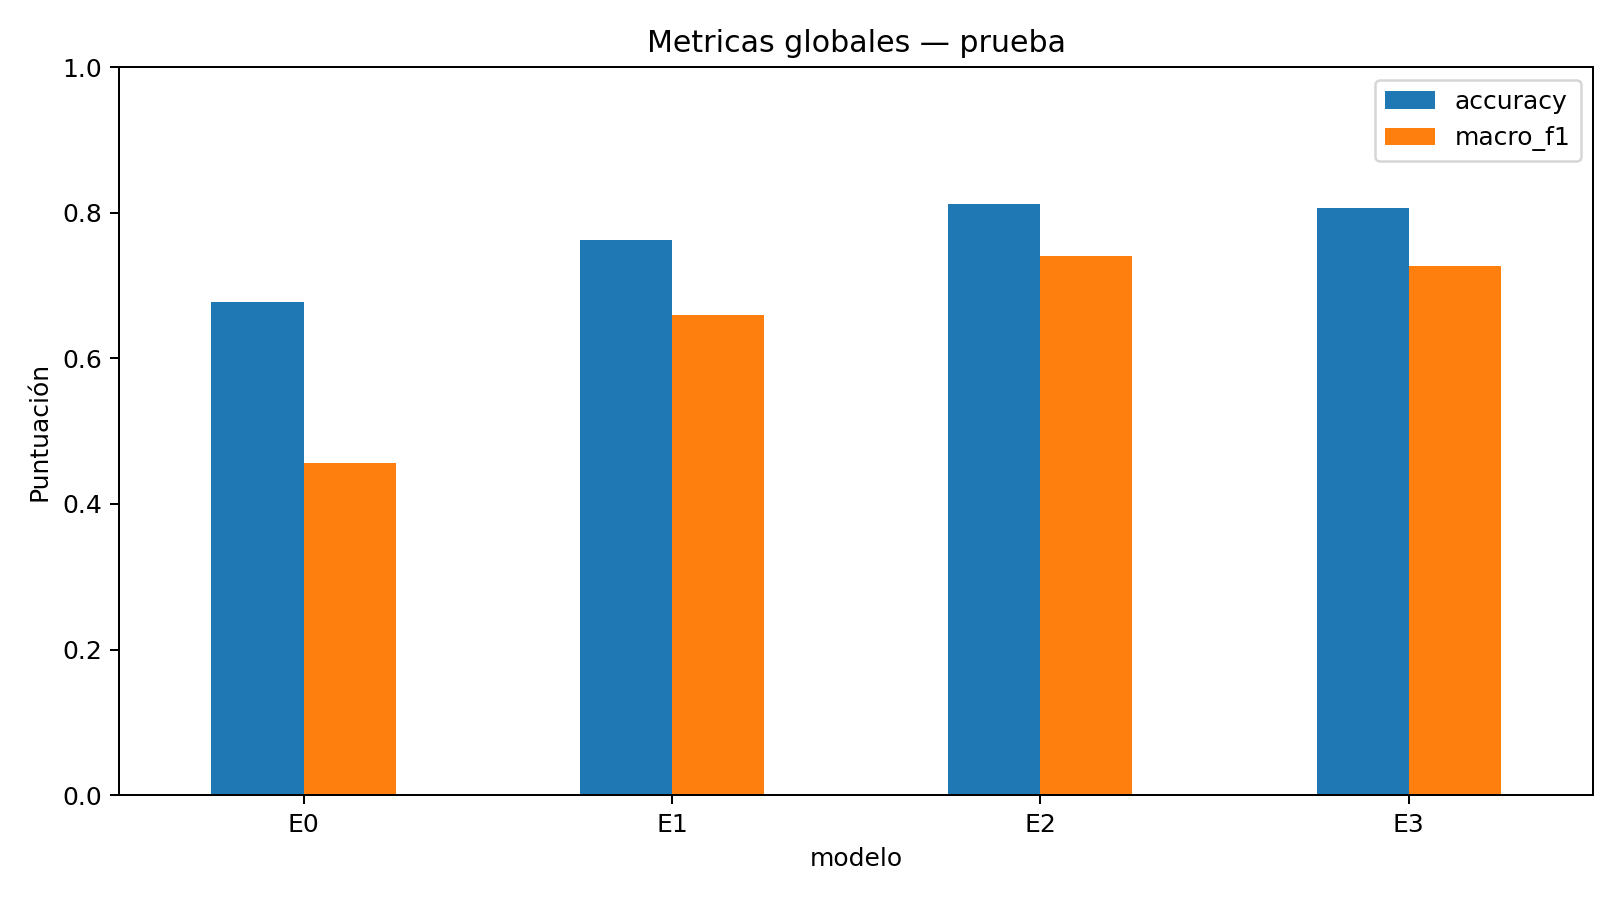 Metricas globales — prueba
1.0
0.8
0.6
0.4
0.2
0.0
Puntuación
accuracy
macro_f1
E0
E1
E2
E3
modelo